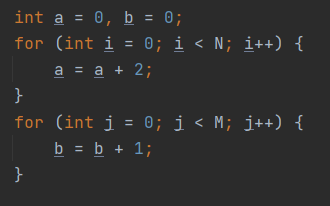 int a = 0, b = 0;
for (int i = 0; i < N; i++) {
    a = a + 2;
}
for (int j = 0; j < M; j++) {
    b = b + 1;
}